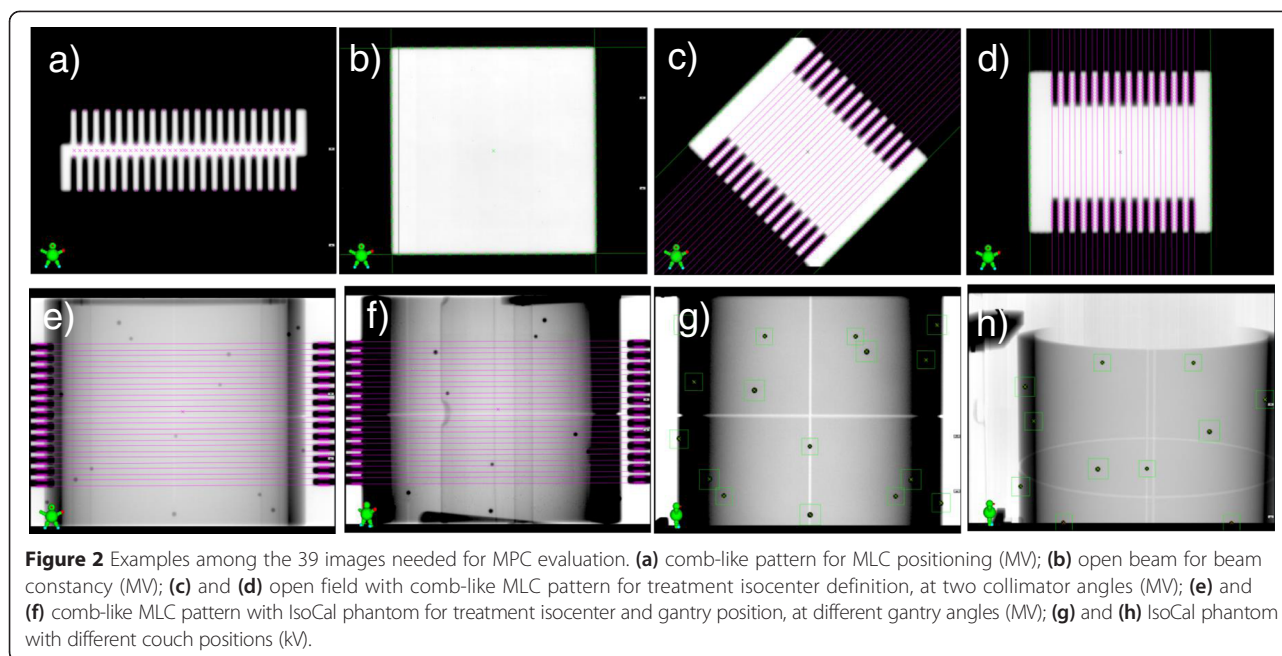 a)
b)
c)
d)
e)
f)
g)
h)
Figure 2 Examples among the 39 images needed for MPC evaluation. (a) comb-like pattern for MLC positioning (MV); (b) open beam for beam
constancy (MV); (c) and (d) open field with comb-like MLC pattern for treatment isocenter definition, at two collimator angles (MV); (e) and
(f) comb-like MLC pattern with IsoCal phantom for treatment isocenter and gantry position, at different gantry angles (MV); (g) and (h) IsoCal phantom
with different couch positions (kV).